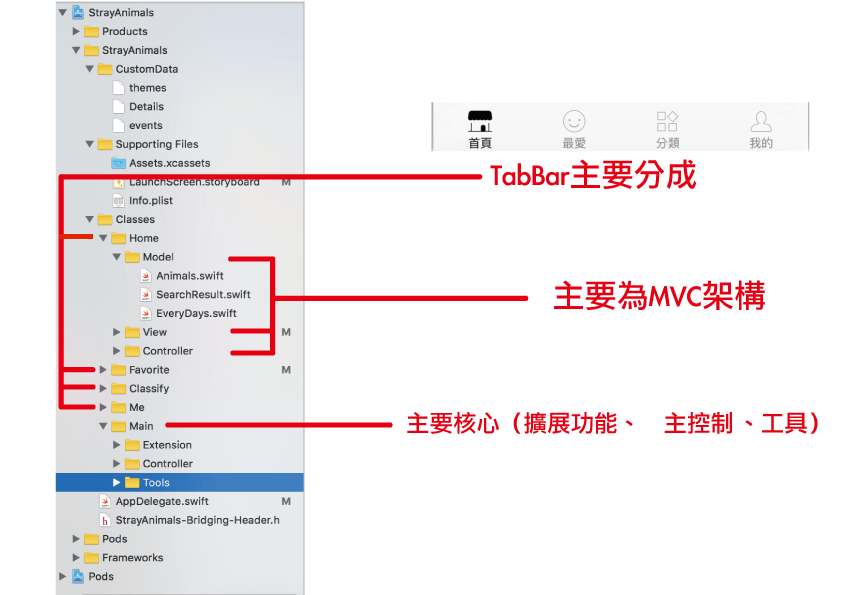 StrayAnimals
Products
StrayAnimals
CustomData
themes
Details
events
Supporting Files
Assets.xcassets
LaunchScreen.storyboard M
Info.plist
Classes
Home
Model
Animals.swift
SearchResult.swift
EveryDays.swift
View M
Controller
Favorite M
Classify
Me
Main
Extension
Controller
Tools
AppDelegate.swift M
h StrayAnimals-Bridging-Header.h
Pods
Frameworks
Pods
首頁 最愛 分類 我的
TabBar主要分成
主要為MVC架構
主要核心（擴展功能、 主控制、工具）